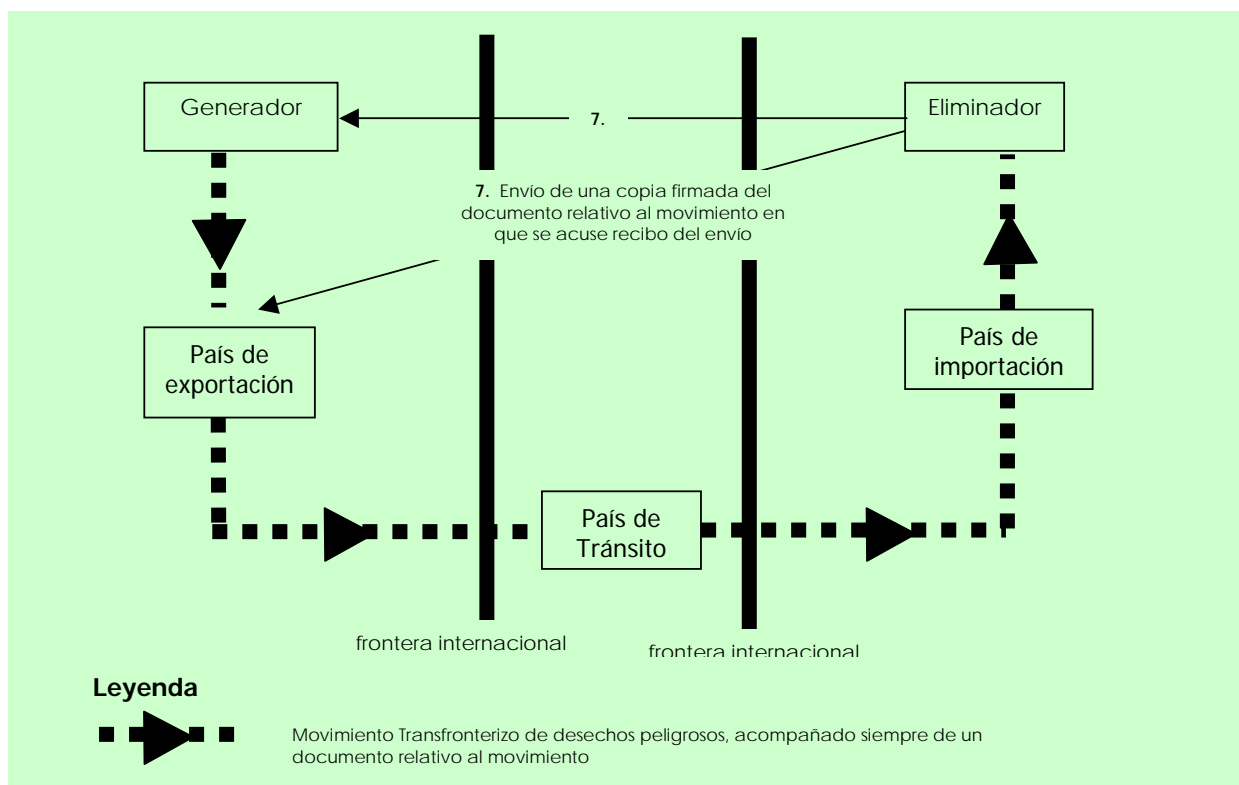 Generador
7.
Eliminador
7. Envío de una copia firmada del
documento relativo al movimiento en
que se acuse recibo del envío
País de
exportación
País de
importación
País de
Tránsito
frontera internacional
frontera internacional
Leyenda
Movimiento Transfronterizo de desechos peligrosos, acompañado siempre de un
documento relativo al movimiento